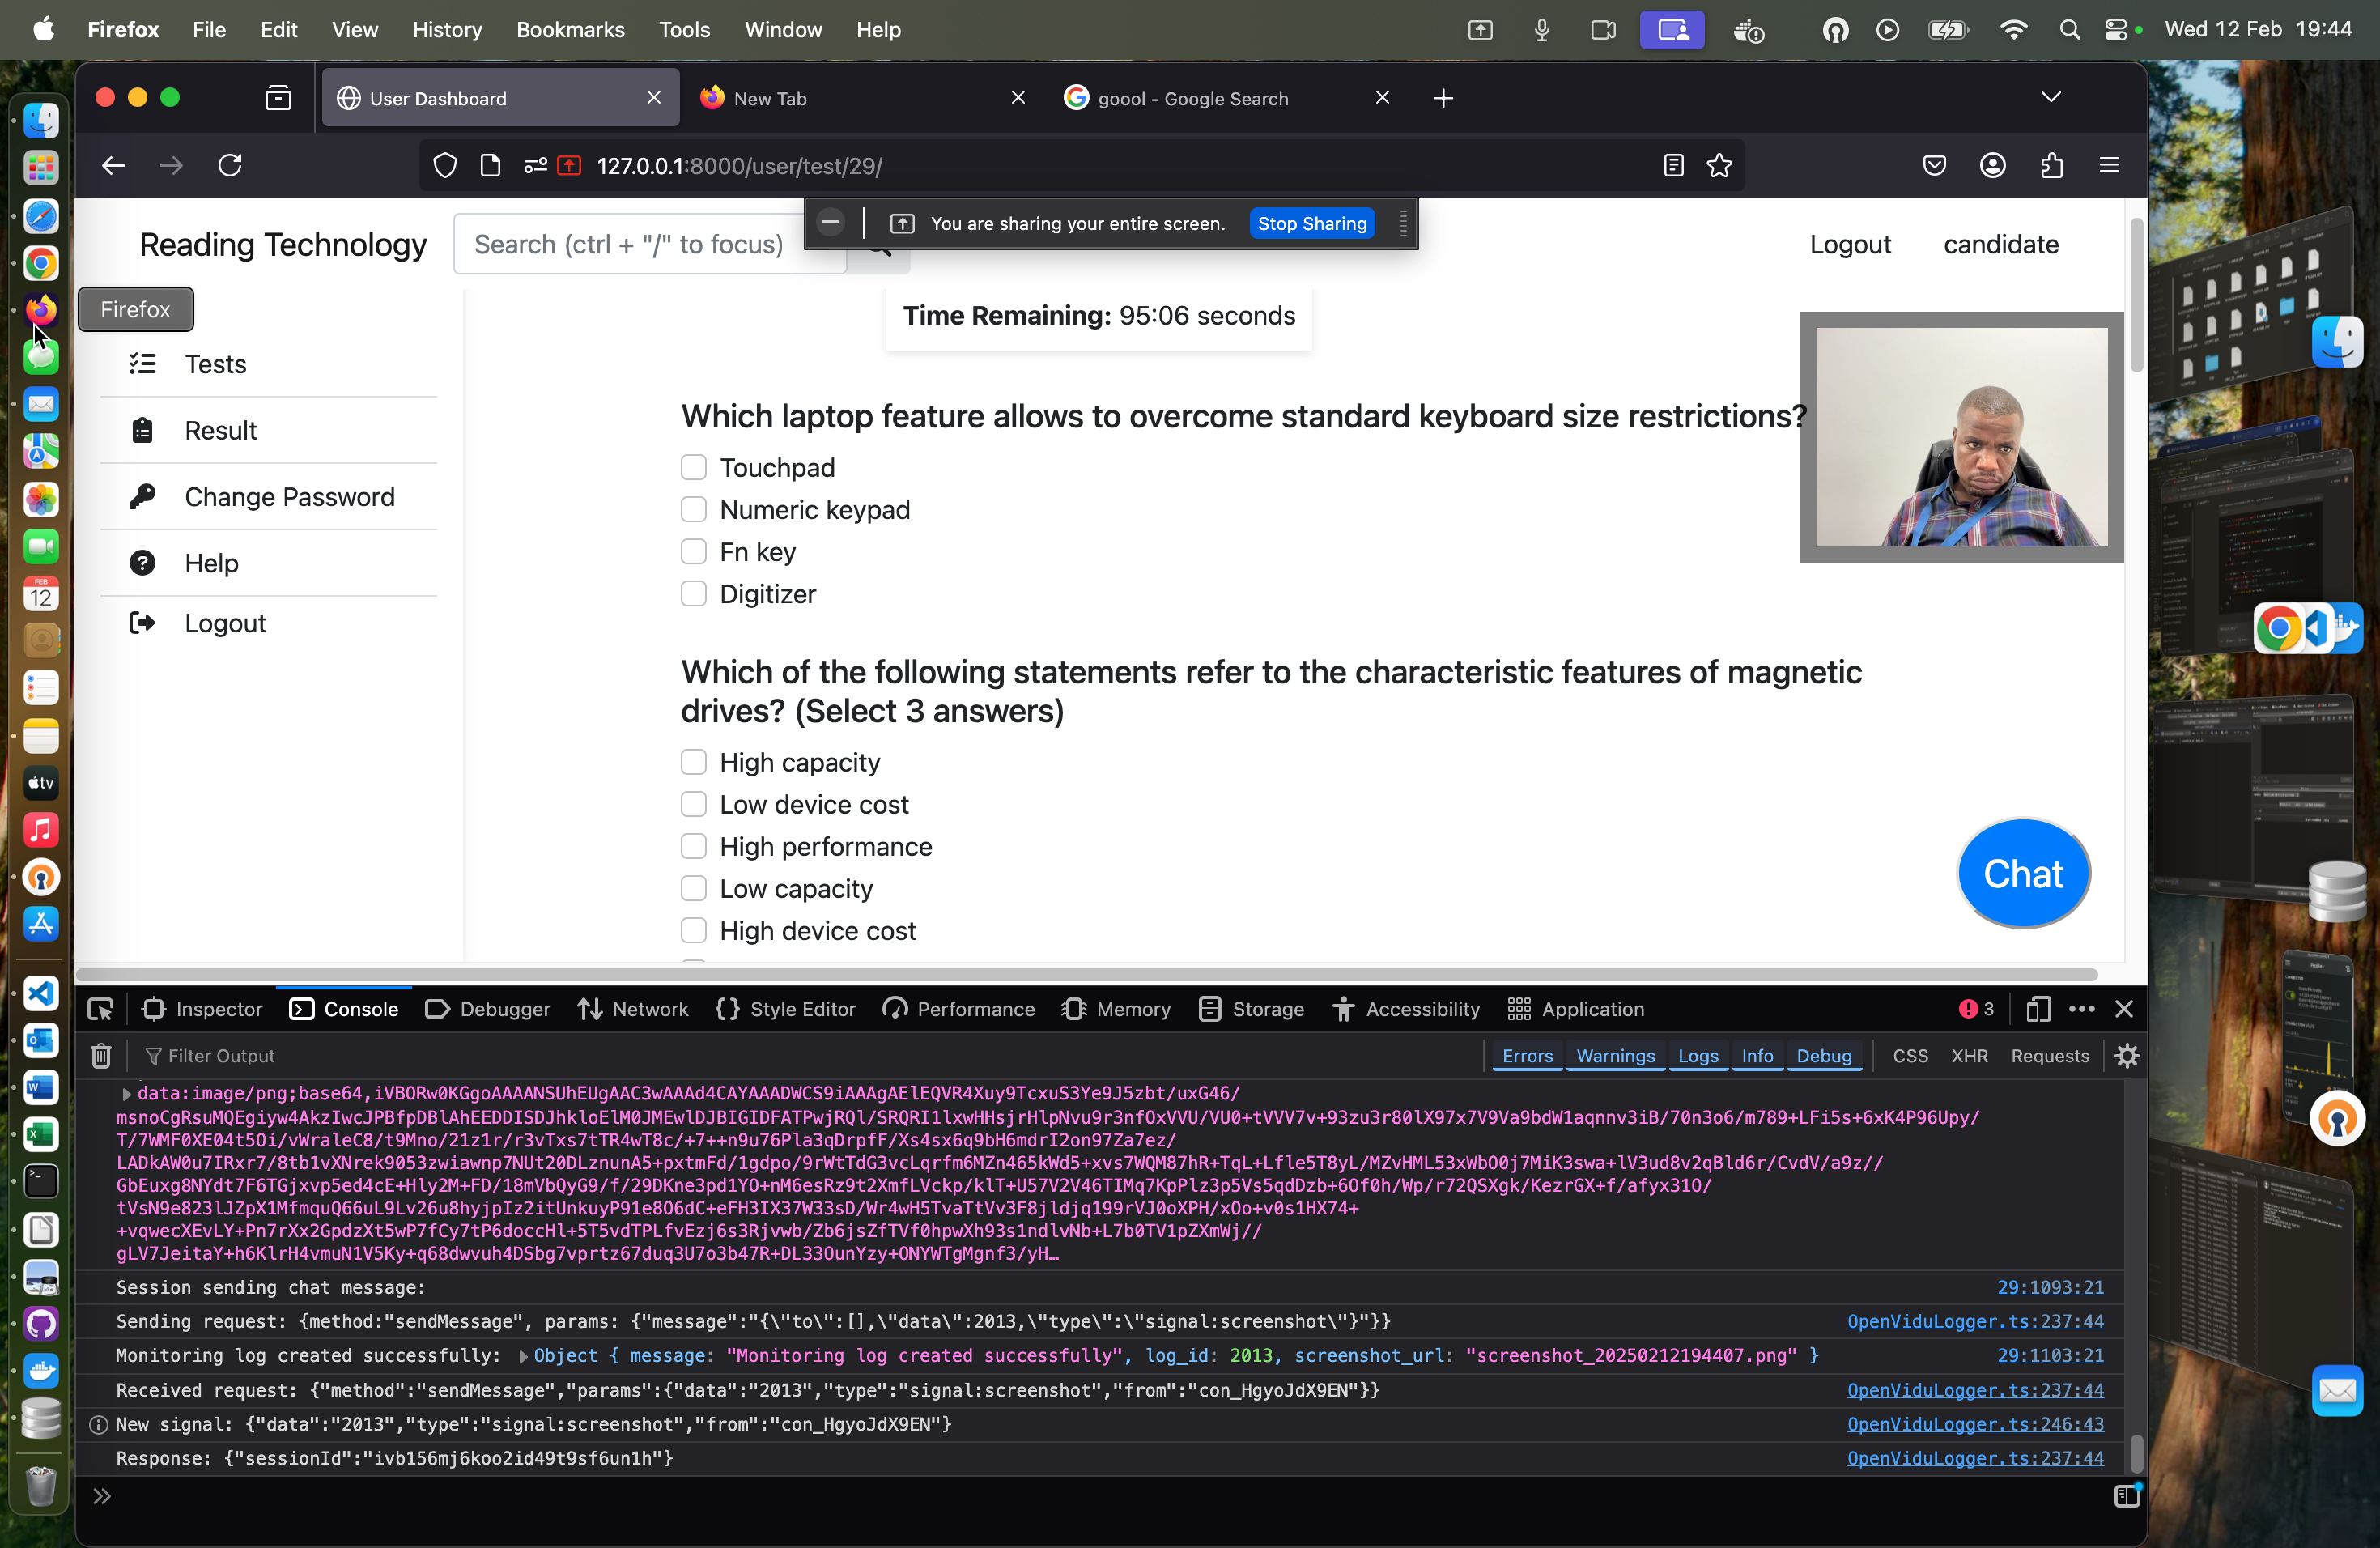 Firefox File Edit View History Bookmarks Tools Window Help Wed 12 Feb 19:44
User Dashboard New Tab goool - Google Search
127.0.0.1:8000/user/test/29/
You are sharing your entire screen. Stop Sharing
Reading Technology Search (ctrl + "/" to focus) Logout candidate
Firefox
Tests
Result
Change Password
Help
Logout
Time Remaining: 95:06 seconds
Which laptop feature allows to overcome standard keyboard size restrictions?
Touchpad
Numeric keypad
Fn key
Digitizer
Which of the following statements refer to the characteristic features of magnetic
drives? (Select 3 answers)
High capacity
Low device cost
High performance
Low capacity
High device cost
Chat
FEB
12
tv
Inspector Console Debugger Network Style Editor Performance Memory Storage Accessibility Application 3
Filter Output Errors Warnings Logs Info Debug CSS XHR Requests
data:image/png;base64,iVBORw0KGgoAAAANSUhEUgAAC3wAAAd4CAYAAADWCS9iAAAgAElEQVR4Xuy9TcxuS3Ye9J5zbt/uxG46/
msnoCgRsuMQEgiyw4AkzIwcJPBfpDBlAhEEDDISDJhkloElM0JMEwlDJBIGIDFATPwjRQl/SRQRI1lxwHHsjrHlpNvu9r3nfOxVVU/VU0+tVVV7v+93zu3r80lX97x7V9Va9bdW1aqnnv3iB/70n3o6/m789+LFi5s+6xK4P96Upy/
T/7WMF0XE04t5Oi/vWraleC8/t9Mno/21z1r/r3vTxs7tTR4wT8c/+7++n9u76Pla3qDrpfF/Xs4sx6q9bH6mdrI2on97Za7ez/
LADkAW0u7IRxr7/8tb1vXNrek9053zwiawnp7NUt20DLznunA5+pxtmFd/1gdpo/9rWtTdG3vcLqrfm6MZn465kWd5+xvs7WQM87hR+TqL+Lfle5T8yL/MZvHML53xWbO0j7MiK3swa+lV3ud8v2qBld6r/CvdV/a9z//
GbEuxg8NYdt7F6TGjxvp5ed4cE+Hly2M+FD/18mVbQyG9/f/29DKne3pd1YO+nM6esRz9t2XmfLVckp/klT+U57V2V46TIMq7KpPlz3p5Vs5qdDzb+6Of0h/Wp/r72QSXgk/KezrGX+f/afyx310/
tVsN9e823lJZpX1MfmquQ66uL9Lv26u8hyjpIz2itUnkuyP91e8O6dC+eFH3IX37W33sD/Wr4wH5TvaTtVv3F8jldjq199rVJ0oXPH/xOo+v0s1HX74+
+vqwecXEvLY+Pn7rXx2GpdzXt5wP7fCy7tP6doccHl+5T5vdTPLfvEzj6s3Rjvwb/Zb6jsZfTVf0hpwXh93s1ndlvNb+L7b0TV1pZXmWj//
gLV7JeitaY+h6KlrH4vmuN1V5Ky+q68dwvuh4DSbg7vprtz67duq3U7o3b47R+DL33OunYzy+ONYWTgMgnf3/yH…
Session sending chat message: 29:1093:21
Sending request: {method:"sendMessage", params: {"message":"{\"to\":[],\"data\":2013,\"type\":\"signal:screenshot\"}"}} OpenViduLogger.ts:237:44
Monitoring log created successfully: Object { message: "Monitoring log created successfully", log_id: 2013, screenshot_url: "screenshot_20250212194407.png" } 29:1103:21
Received request: {"method":"sendMessage","params":{"data":"2013","type":"signal:screenshot","from":"con_HgyoJdX9EN"}} OpenViduLogger.ts:237:44
New signal: {"data":"2013","type":"signal:screenshot","from":"con_HgyoJdX9EN"} OpenViduLogger.ts:246:43
Response: {"sessionId":"ivb156mj6koo2id49t9sf6un1h"} OpenViduLogger.ts:237:44